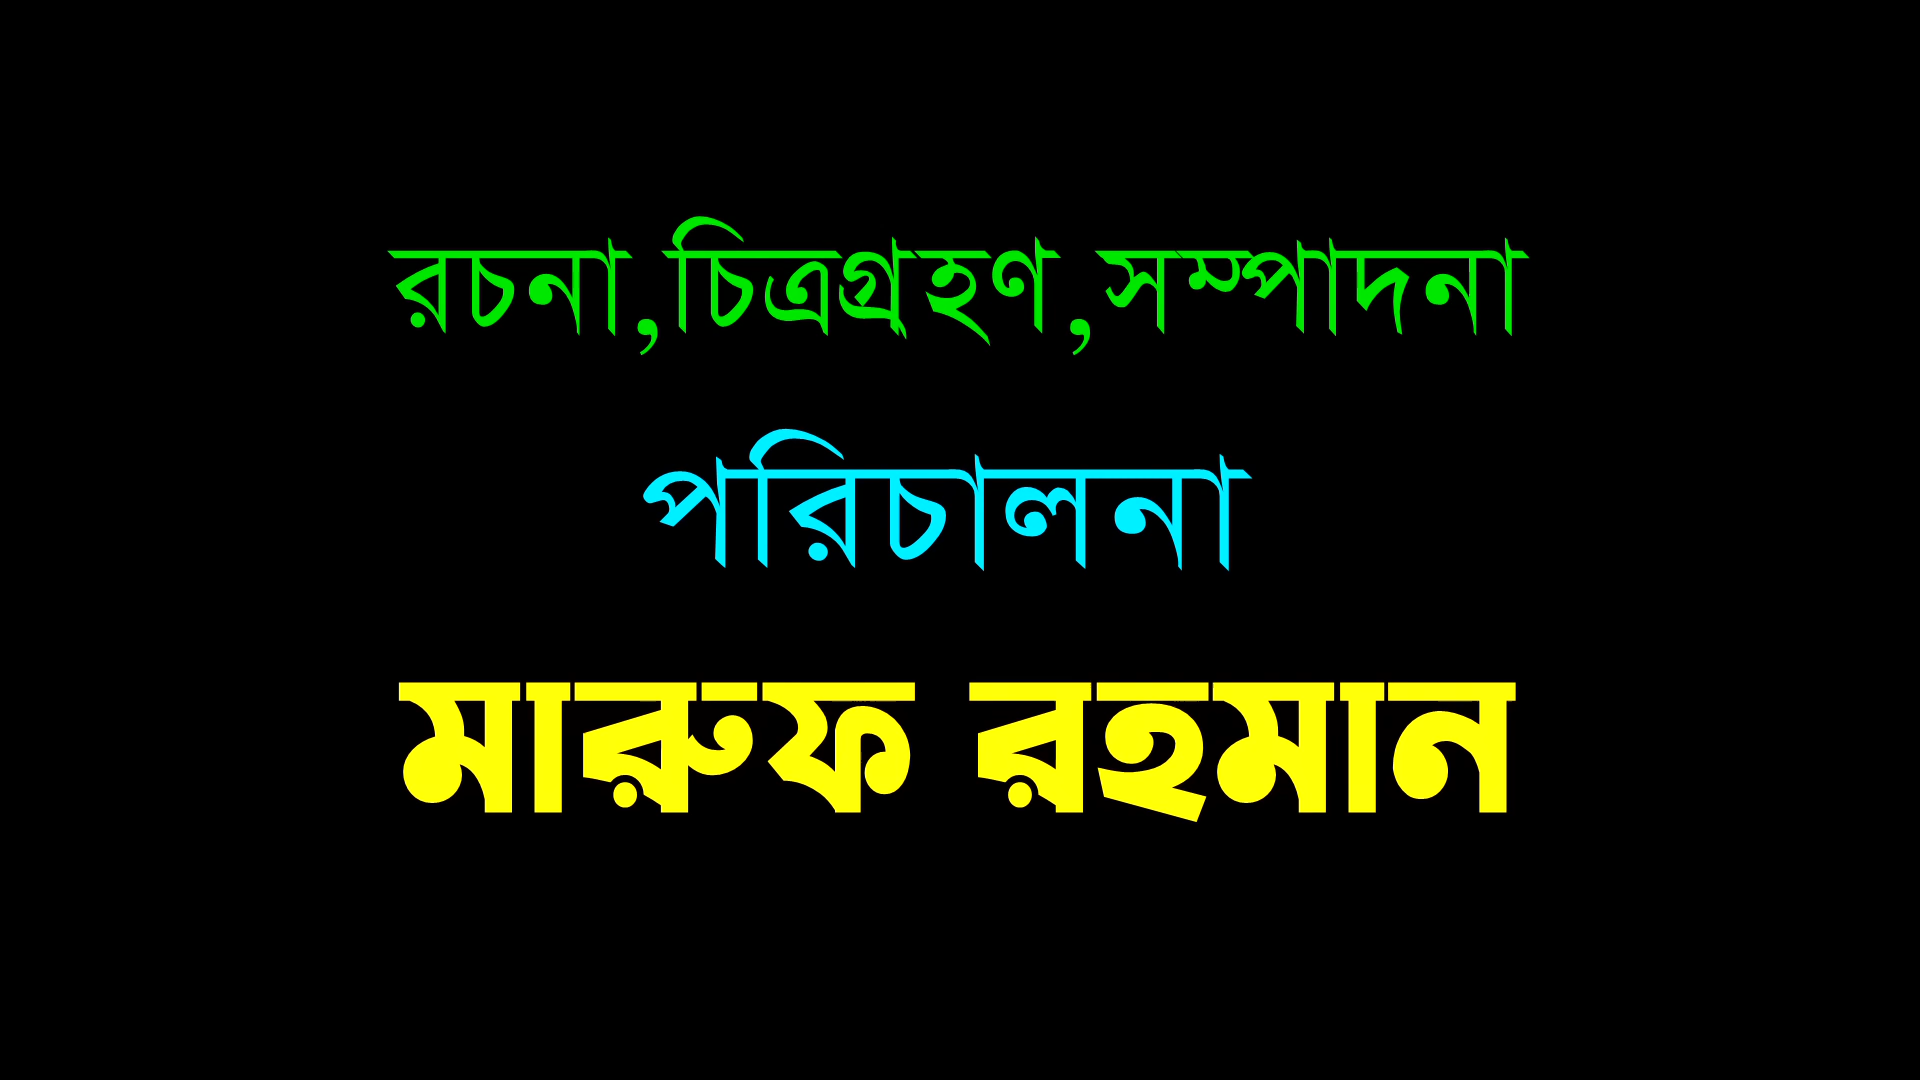 রচনা,চিত্রগ্রহণ,সম্পাদনা
পরিচালনা
মারুফ রহমান